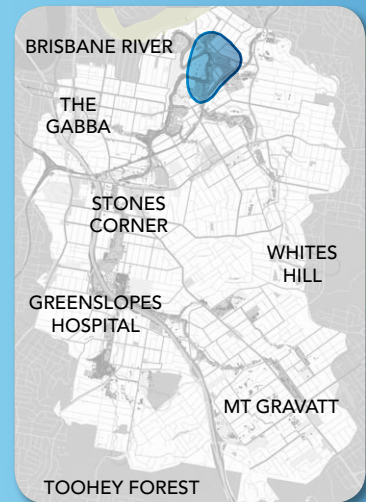 BRISBANE RIVER
THE
GABBA
STONES
CORNER
WHITES
HILL
GREENSLOPES
HOSPITAL
MT GRAVATT
TOOHEY FOREST